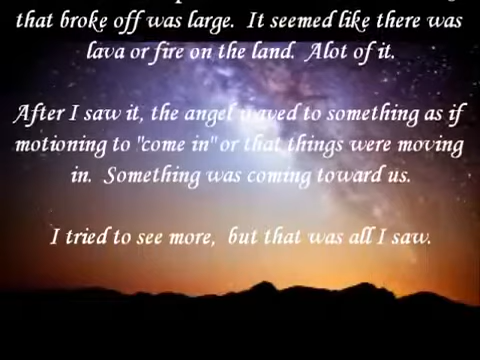 that broke off was large. It seemed like there was
lava or fire on the land. Alot of it.
After I saw it, the angel waved to something as if
motioning to "come in" or that things were moving
in. Something was coming toward us.
I tried to see more, but that was all I saw.